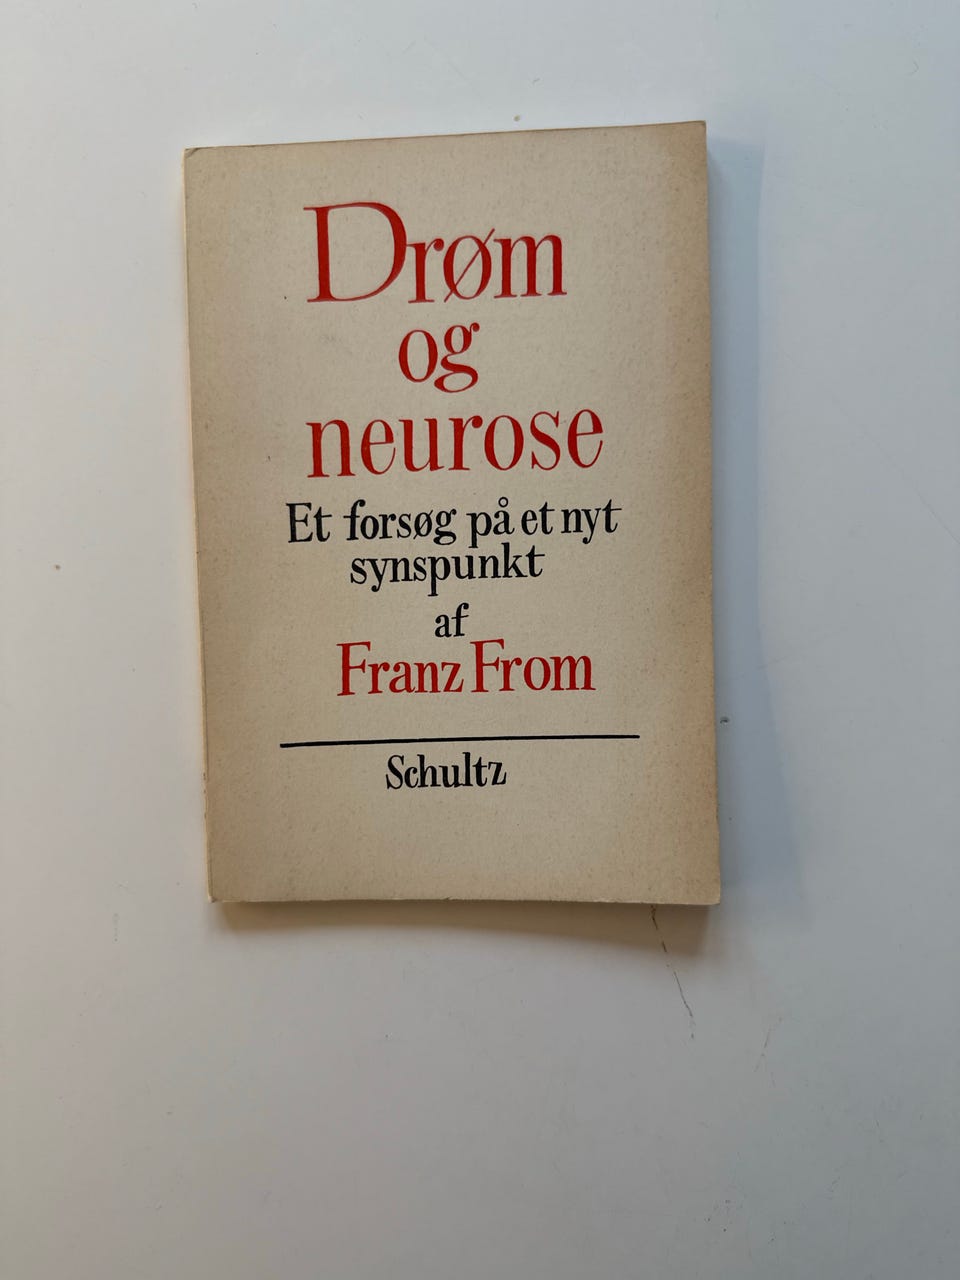 Drøm
og
neurose
Et forsøg på et nyt
synspunkt
af
Franz From
Schultz